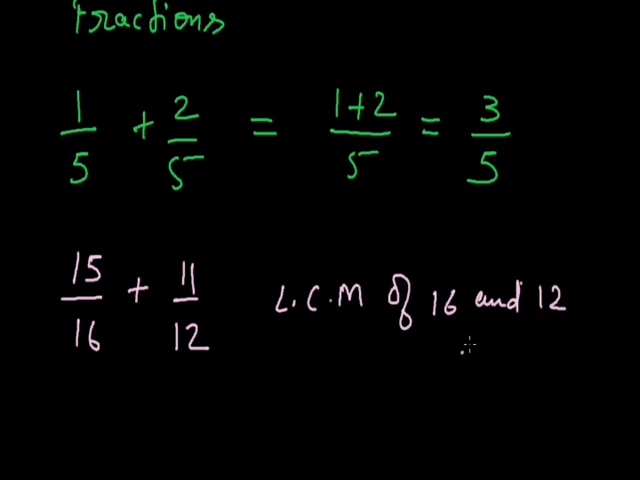 fractions
1/5 + 2/5 = 1+2/5 = 3/5
15/16 + 11/12 L.C.M of 16 and 12